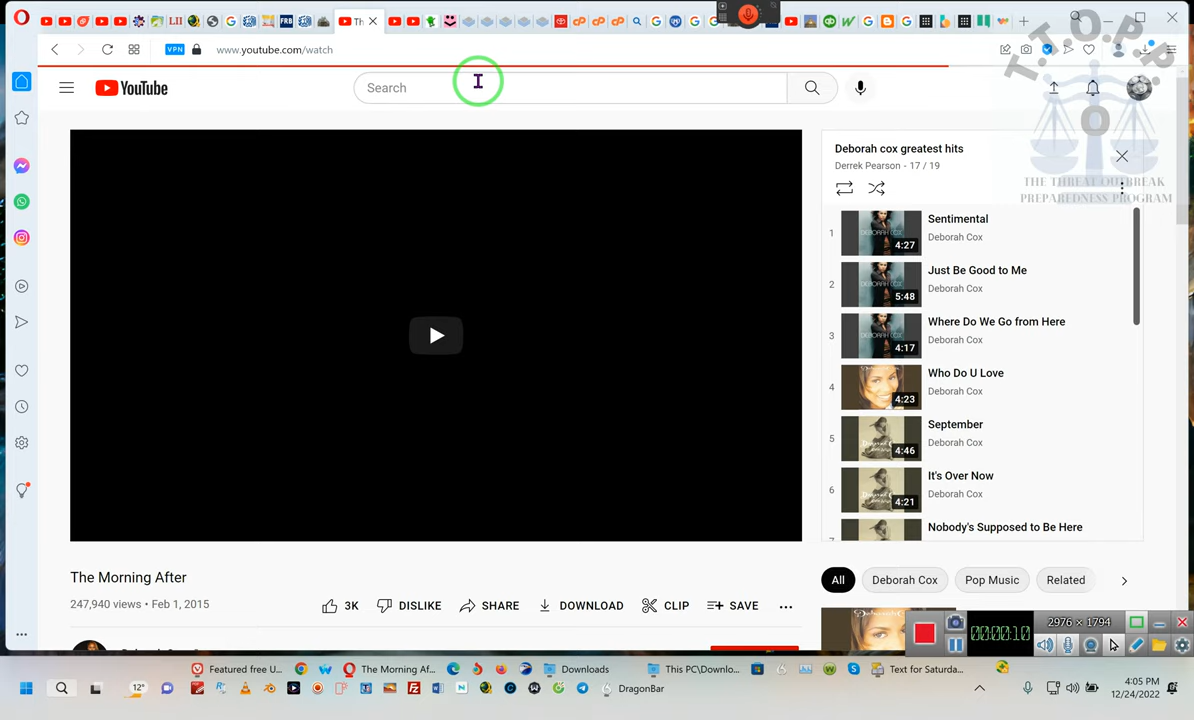 Th
VPN
www.youtube.com/watch
YouTube
Search
T.T.O.P.P.
THE THREAT OUTBREAK
PREPAREDNESS PROGRAM
Deborah cox greatest hits
Derrek Pearson - 17 / 19
1
4:27
Sentimental
Deborah Cox
2
5:48
Just Be Good to Me
Deborah Cox
3
4:17
Where Do We Go from Here
Deborah Cox
4
4:23
Who Do U Love
Deborah Cox
5
4:46
September
Deborah Cox
6
4:21
It's Over Now
Deborah Cox
Nobody's Supposed to Be Here
The Morning After
247,940 views • Feb 1, 2015
3K
DISLIKE
SHARE
DOWNLOAD
CLIP
SAVE
All
Deborah Cox
Pop Music
Related
2976 × 1794
00:00:10
Featured free U...
The Morning Af...
Downloads
This PC\Downlo...
Text for Saturda...
12°
DragonBar
4:05 PM
12/24/2022